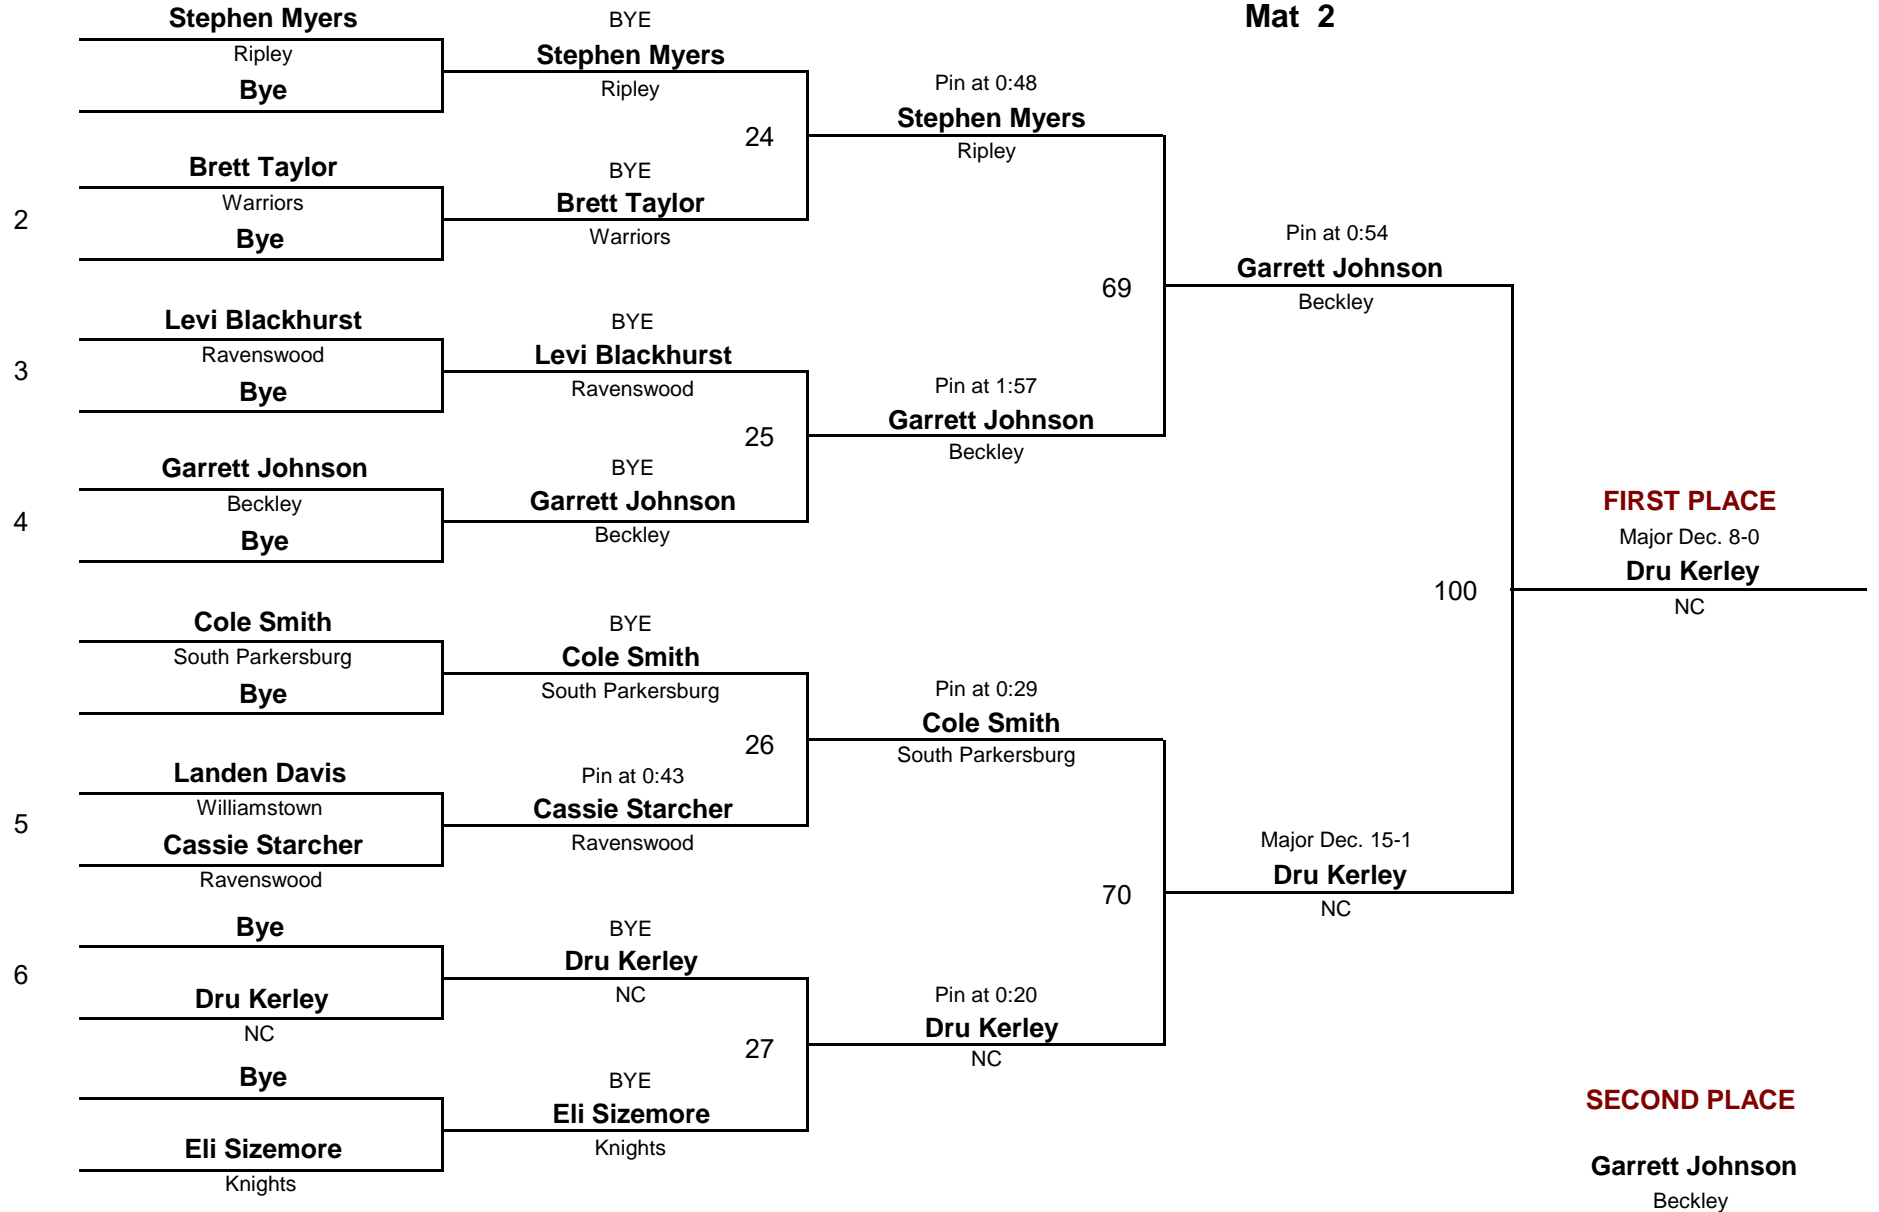 Mat 2
Stephen Myers
Ripley
Bye
2
Brett Taylor
Warriors
Bye
3
Levi Blackhurst
Ravenswood
Bye
4
Garrett Johnson
Beckley
Bye
Cole Smith
South Parkersburg
Bye
5
Landen Davis
Williamstown
Cassie Starcher
Ravenswood
6
Bye
Dru Kerley
NC
Bye
Eli Sizemore
Knights
BYE
Stephen Myers
Ripley
24
BYE
Brett Taylor
Warriors
BYE
Levi Blackhurst
Ravenswood
25
BYE
Garrett Johnson
Beckley
BYE
Cole Smith
South Parkersburg
26
Pin at 0:43
Cassie Starcher
Ravenswood
BYE
Dru Kerley
NC
27
BYE
Eli Sizemore
Knights
Pin at 0:48
Stephen Myers
Ripley
69
Pin at 1:57
Garrett Johnson
Beckley
Pin at 0:29
Cole Smith
South Parkersburg
70
Pin at 0:20
Dru Kerley
NC
Pin at 0:54
Garrett Johnson
Beckley
100
Major Dec. 15-1
Dru Kerley
NC
FIRST PLACE
Major Dec. 8-0
Dru Kerley
NC
SECOND PLACE
Garrett Johnson
Beckley